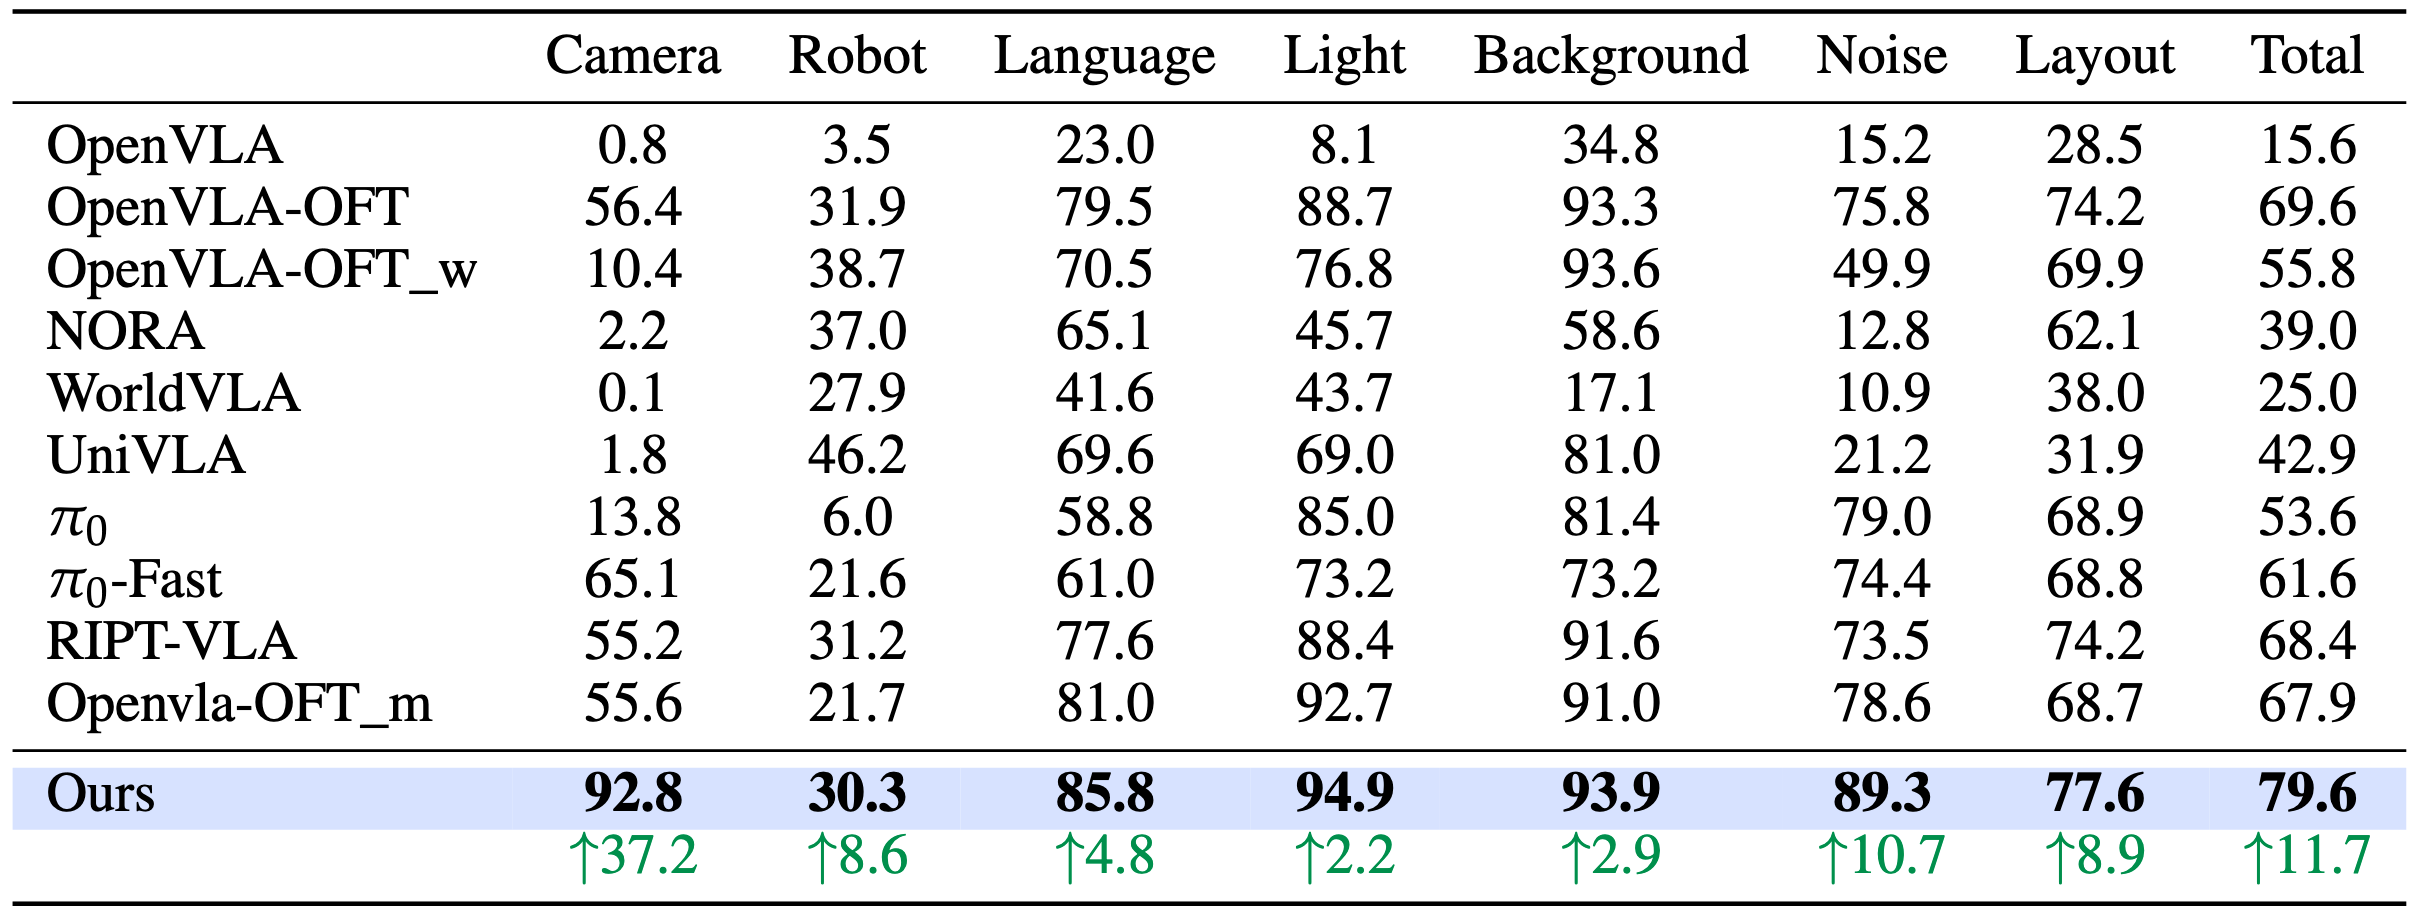 Camera Robot Language Light Background Noise Layout Total
OpenVLA 0.8 3.5 23.0 8.1 34.8 15.2 28.5 15.6
OpenVLA-OFT 56.4 31.9 79.5 88.7 93.3 75.8 74.2 69.6
OpenVLA-OFT_w 10.4 38.7 70.5 76.8 93.6 49.9 69.9 55.8
NORA 2.2 37.0 65.1 45.7 58.6 12.8 62.1 39.0
WorldVLA 0.1 27.9 41.6 43.7 17.1 10.9 38.0 25.0
UniVLA 1.8 46.2 69.6 69.0 81.0 21.2 31.9 42.9
π₀ 13.8 6.0 58.8 85.0 81.4 79.0 68.9 53.6
π₀-Fast 65.1 21.6 61.0 73.2 73.2 74.4 68.8 61.6
RIPT-VLA 55.2 31.2 77.6 88.4 91.6 73.5 74.2 68.4
Openvla-OFT_m 55.6 21.7 81.0 92.7 91.0 78.6 68.7 67.9
Ours 92.8 30.3 85.8 94.9 93.9 89.3 77.6 79.6
↑37.2 ↑8.6 ↑4.8 ↑2.2 ↑2.9 ↑10.7 ↑8.9 ↑11.7